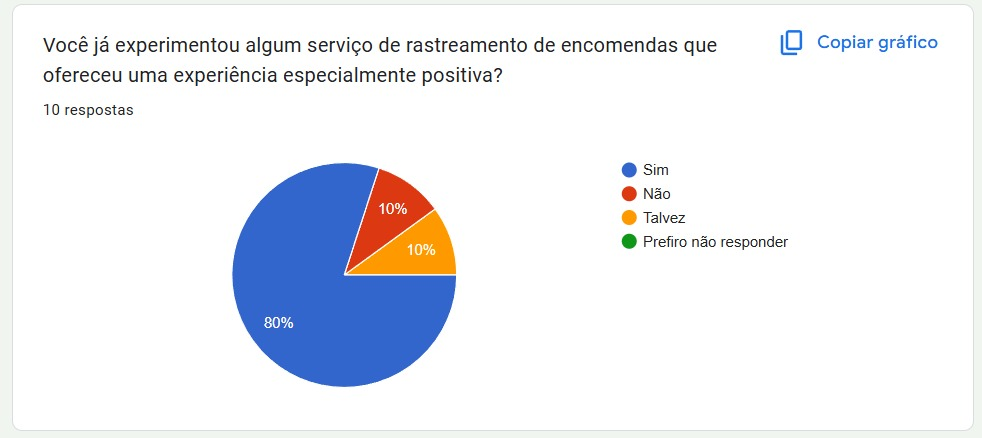 Você já experimentou algum serviço de rastreamento de encomendas que
ofereceu uma experiência especialmente positiva?
Copiar gráfico
10 respostas
Sim
Não
Talvez
Prefiro não responder
10%
10%
80%